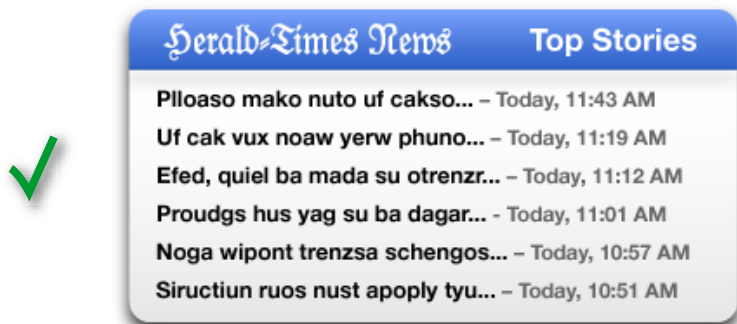 Herald-Times News Top Stories
Plloaso mako nuto uf cakso... – Today, 11:43 AM
Uf cak vux noaw yerw phuno... – Today, 11:19 AM
Efed, quiel ba mada su otrenzr... – Today, 11:12 AM
Proudgs hus yag su ba dagar... - Today, 11:01 AM
Noga wipont trenzsa schengos... – Today, 10:57 AM
Siructiun ruos nust apoply tyu... – Today, 10:51 AM